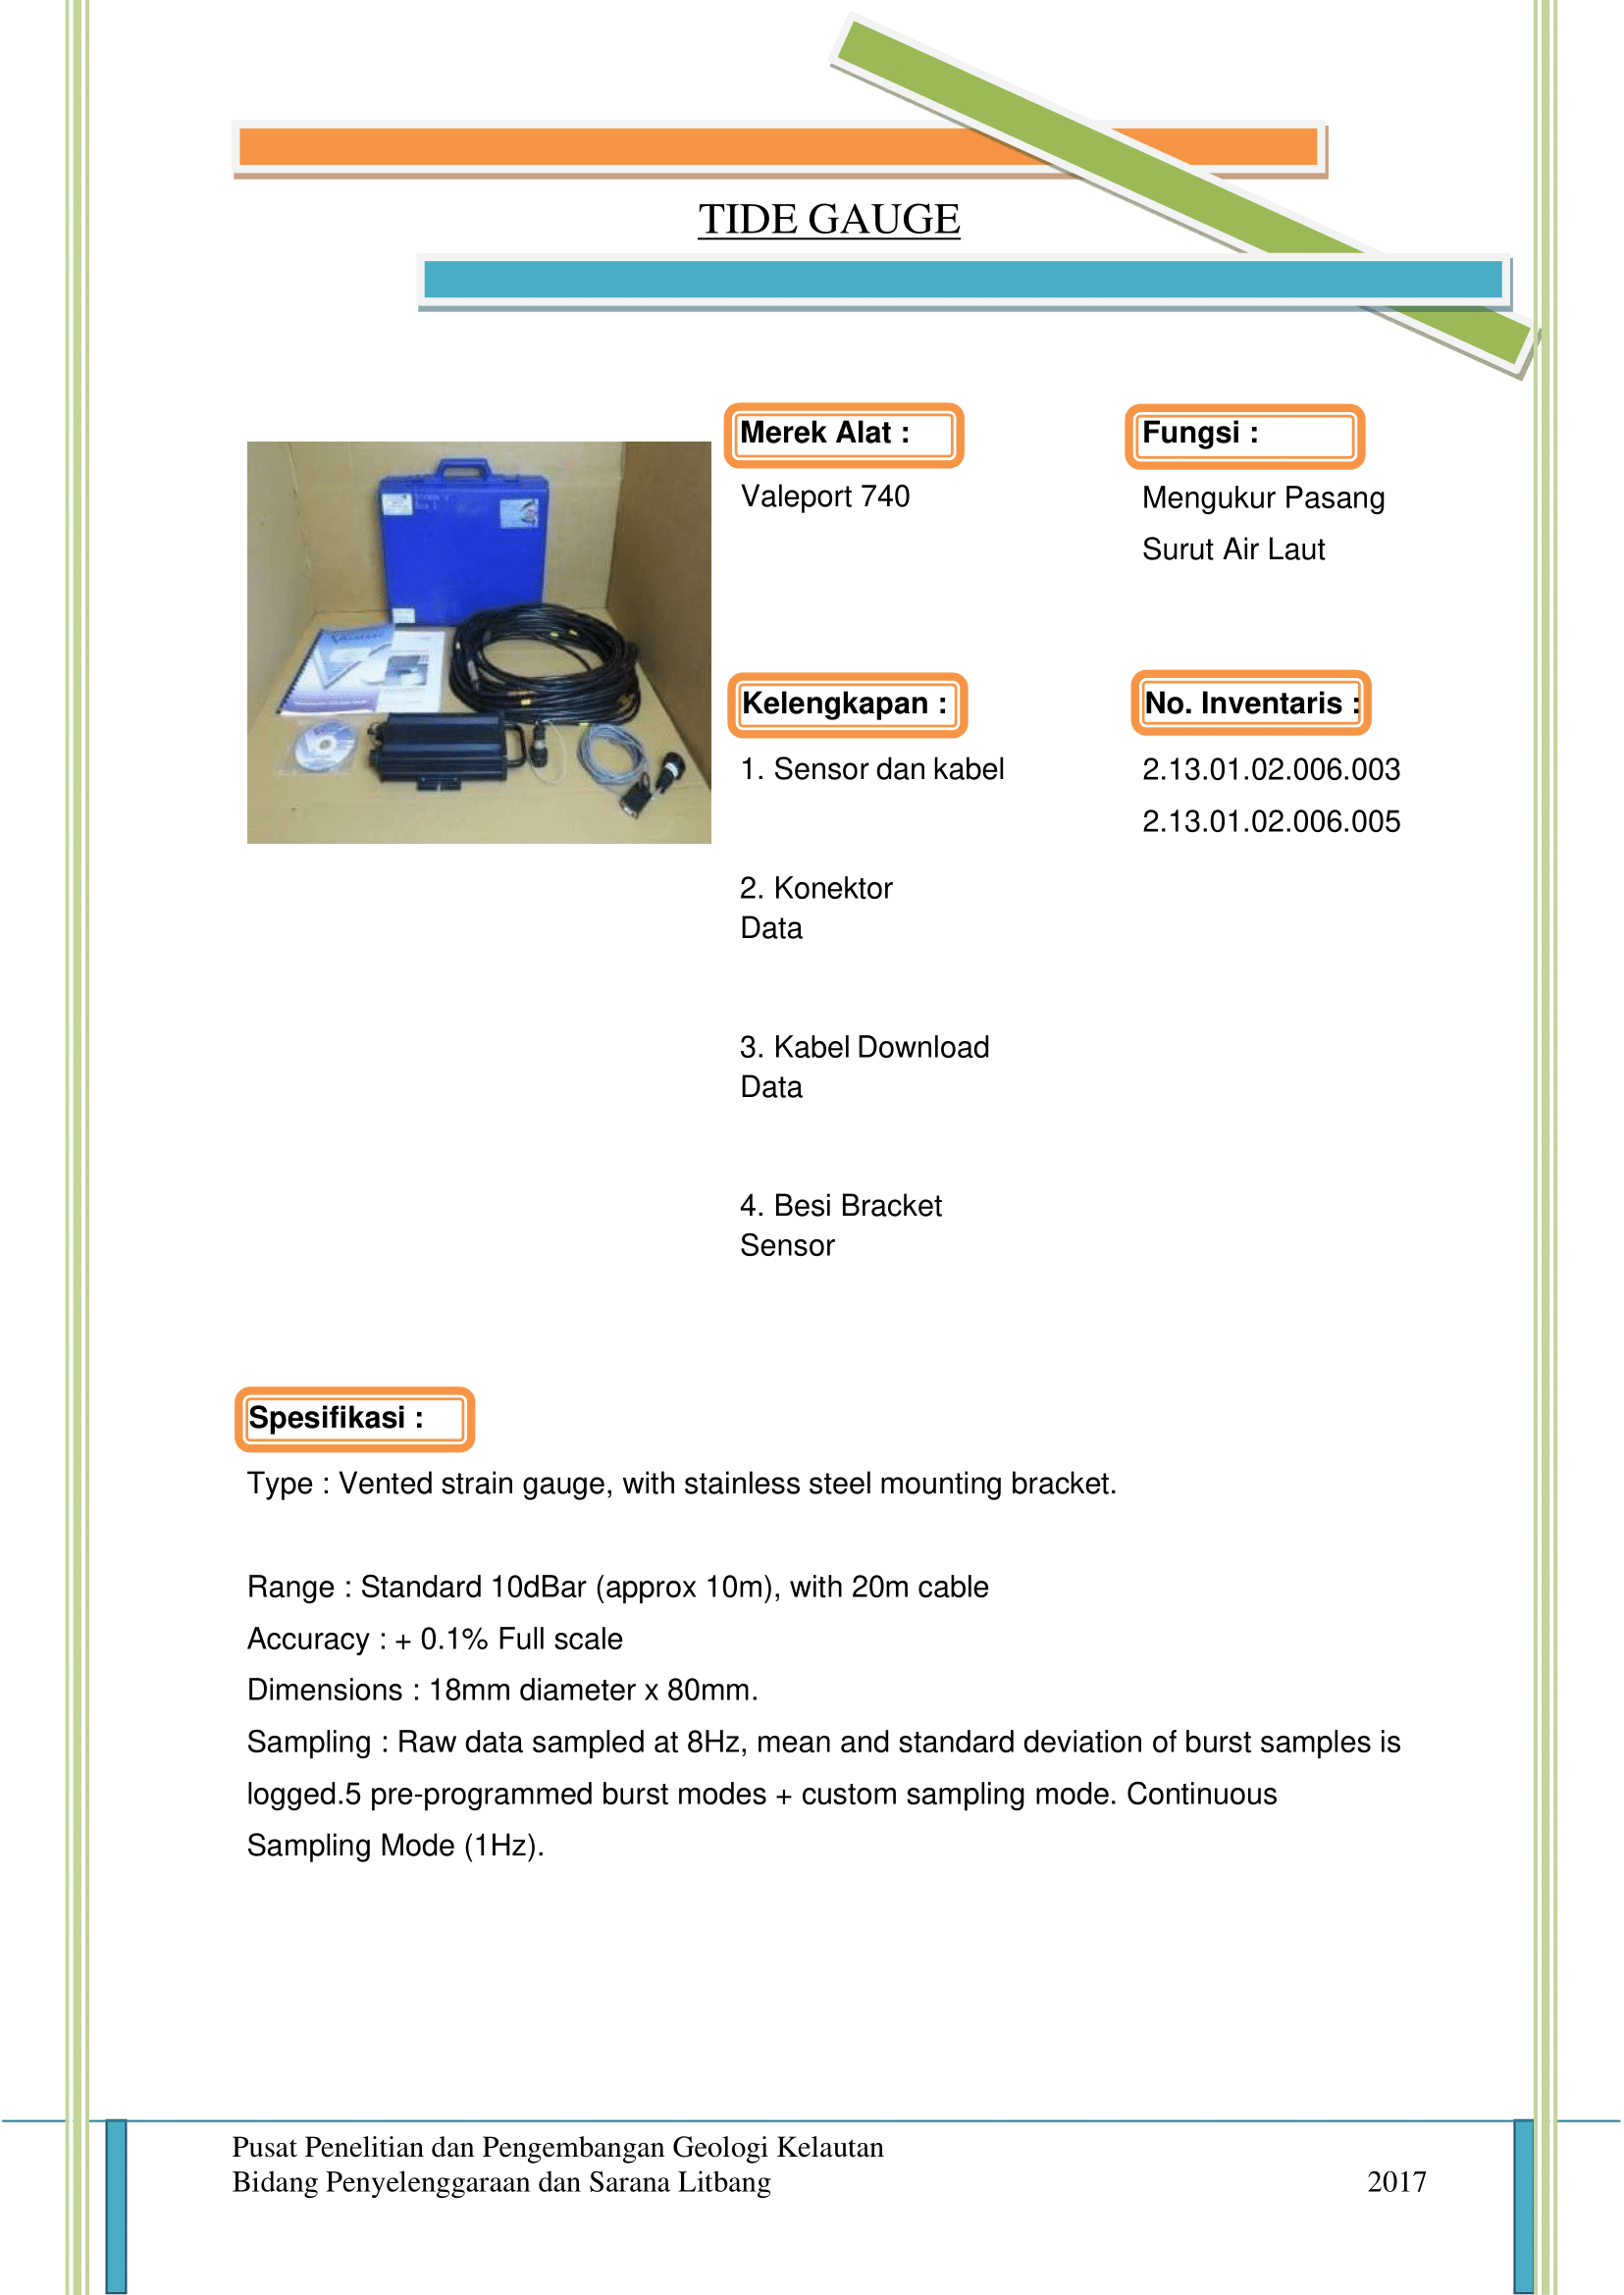 TIDE GAUGE
Merek Alat :
Valeport 740
Fungsi :
Mengukur Pasang
Surut Air Laut
Kelengkapan :
1. Sensor dan kabel
2. Konektor
Data
3. Kabel Download
Data
4. Besi Bracket
Sensor
No. Inventaris :
2.13.01.02.006.003
2.13.01.02.006.005
Spesifikasi :
Type : Vented strain gauge, with stainless steel mounting bracket.
Range : Standard 10dBar (approx 10m), with 20m cable
Accuracy : + 0.1% Full scale
Dimensions : 18mm diameter x 80mm.
Sampling : Raw data sampled at 8Hz, mean and standard deviation of burst samples is
logged.5 pre-programmed burst modes + custom sampling mode. Continuous
Sampling Mode (1Hz).
Pusat Penelitian dan Pengembangan Geologi Kelautan
Bidang Penyelenggaraan dan Sarana Litbang 2017